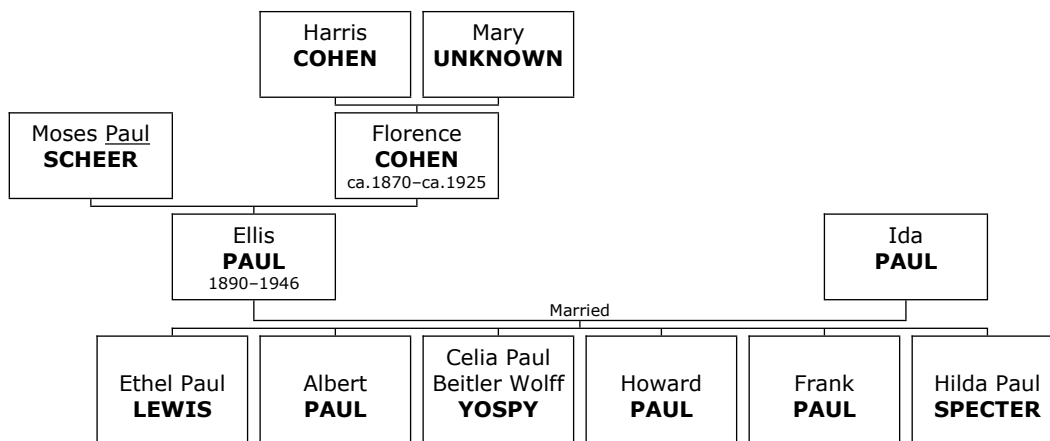 Harris
COHEN
Mary
UNKNOWN
Moses Paul
SCHEER
Florence
COHEN
ca.1870–ca.1925
Ellis
PAUL
1890–1946
Ida
PAUL
Married
Ethel Paul
LEWIS
Albert
PAUL
Celia Paul
Beitler Wolff
YOSPY
Howard
PAUL
Frank
PAUL
Hilda Paul
SPECTER